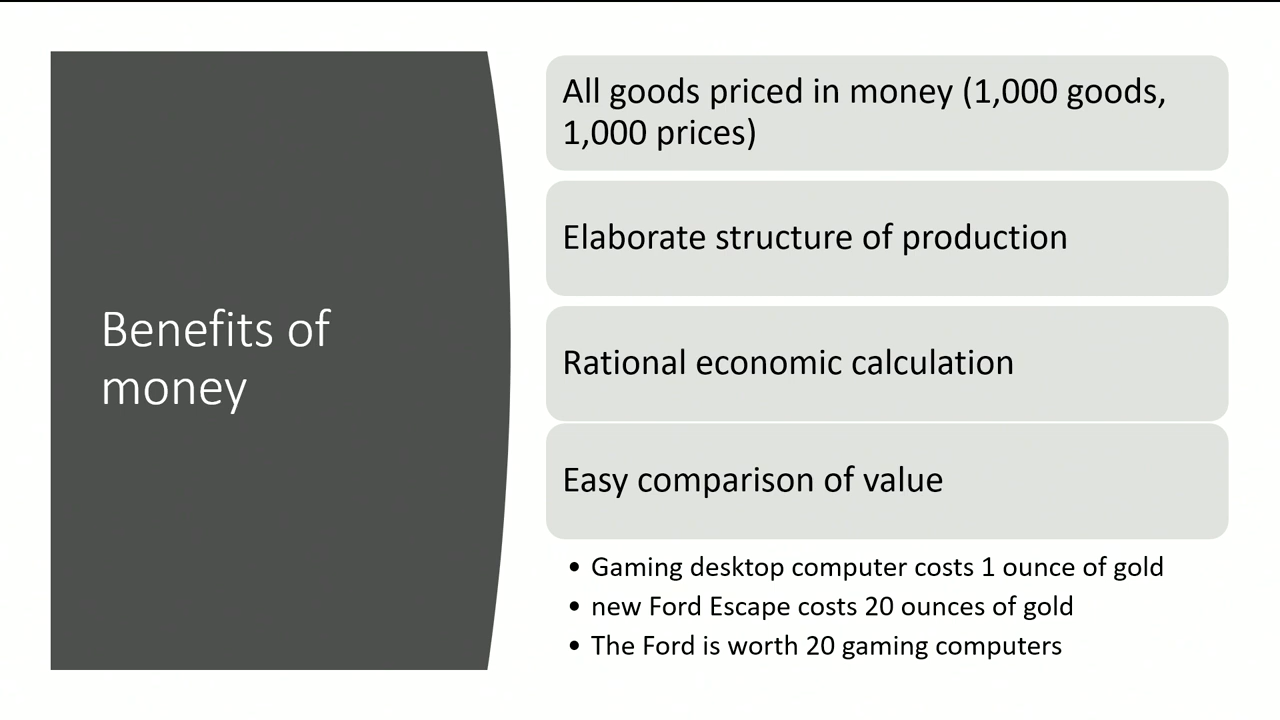 Benefits of
money
All goods priced in money (1,000 goods,
1,000 prices)
Elaborate structure of production
Rational economic calculation
Easy comparison of value
• Gaming desktop computer costs 1 ounce of gold
• new Ford Escape costs 20 ounces of gold
• The Ford is worth 20 gaming computers